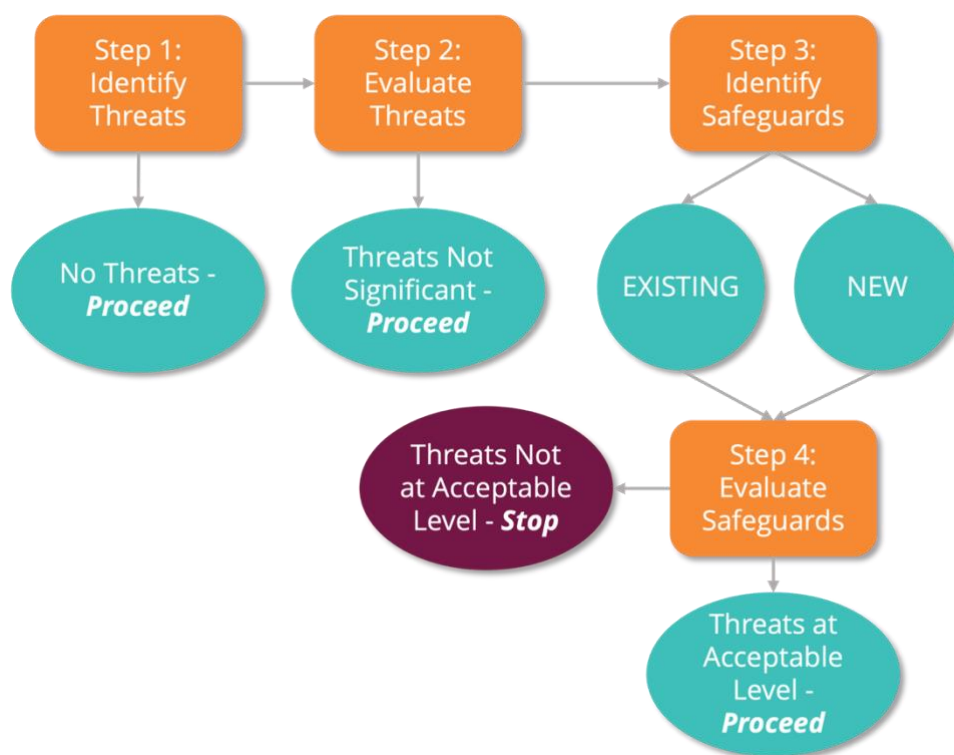 Step 1:
Identify
Threats
Step 2:
Evaluate
Threats
Step 3:
Identify
Safeguards
No Threats -
Proceed
Threats Not
Significant -
Proceed
EXISTING
NEW
Threats Not
at Acceptable
Level - Stop
Step 4:
Evaluate
Safeguards
Threats at
Acceptable
Level -
Proceed